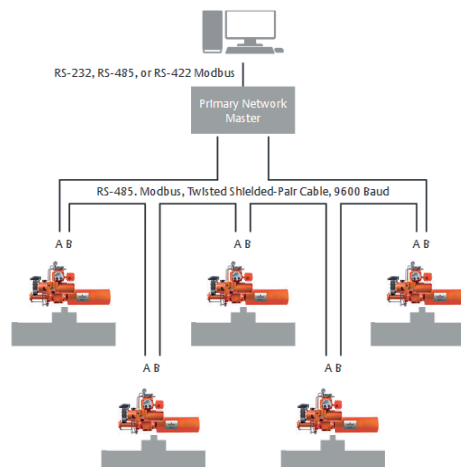 RS-232, RS-485, or RS-422 Modbus
Primary Network
Master
RS-485. Modbus, Twisted Shielded-Pair Cable, 9600 Baud
A B
A B
A B
A B
A B